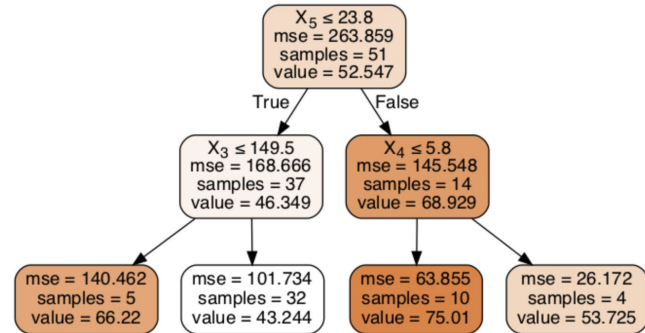 X₅ ≤ 23.8
mse = 263.859
samples = 51
value = 52.547
True
False
X₃ ≤ 149.5
mse = 168.666
samples = 37
value = 46.349
X₄ ≤ 5.8
mse = 145.548
samples = 14
value = 68.929
mse = 140.462
samples = 5
value = 66.22
mse = 101.734
samples = 32
value = 43.244
mse = 63.855
samples = 10
value = 75.01
mse = 26.172
samples = 4
value = 53.725